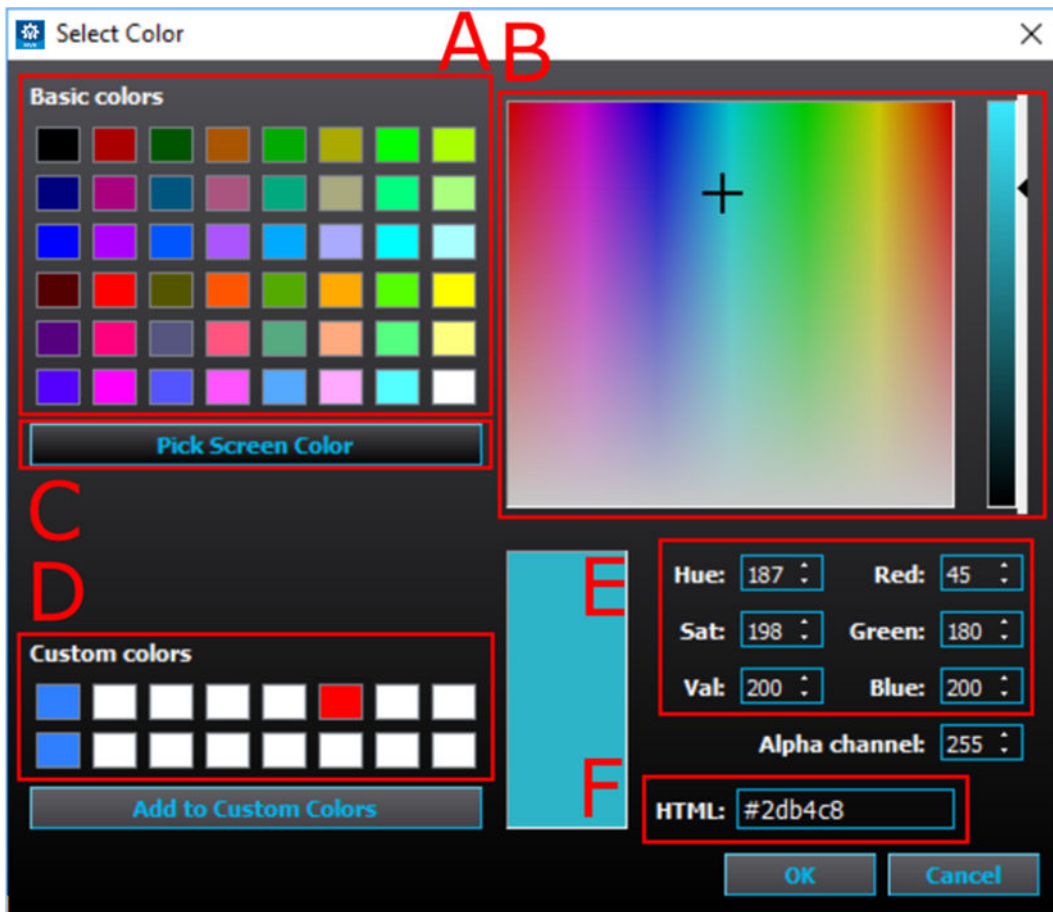 Select Color
A B
Basic colors
Pick Screen Color
C
D
E
Hue: 187 Red: 45
Sat: 198 Green: 180
Custom colors
Val: 200 Blue: 200
Alpha channel: 255
F
Add to Custom Colors
HTML: #2db4c8
OK Cancel